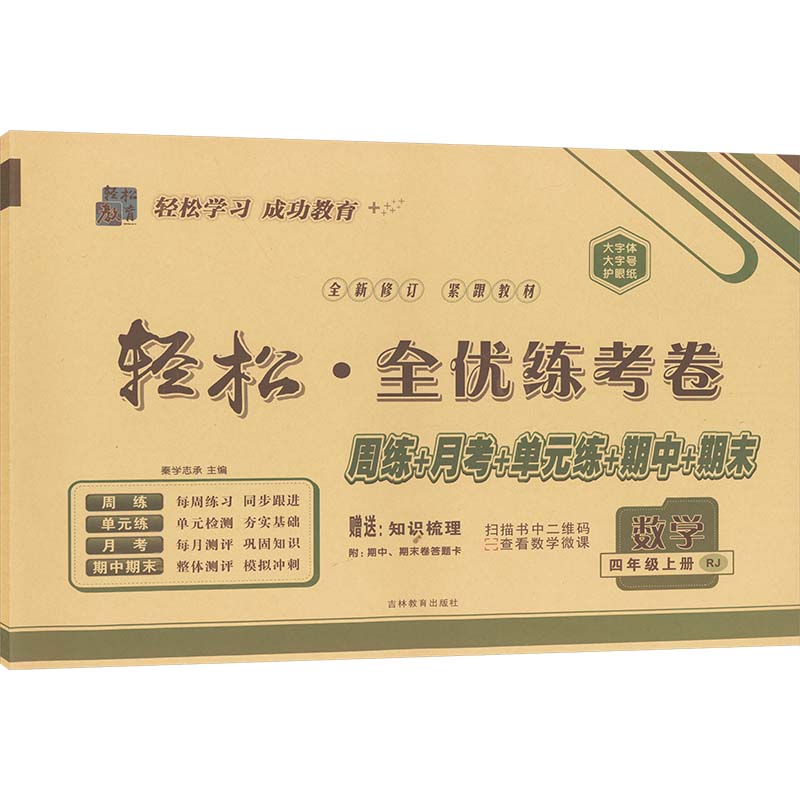 轻松教育
轻松学习 成功教育
大字体
大字号
护眼纸
全新修订 紧跟教材
轻松·全优练考卷
周练+月考+单元练+期中+期末
秦学志承 主编
周练 每周练习 同步跟进
单元练 单元检测 夯实基础
月考 每月测评 巩固知识
期中期末 整体测评 模拟冲刺
赠送：知识梳理
附：期中、期末卷答题卡
扫描书中二维码
查看数学微课
数学
四年级上册 RJ
吉林教育出版社